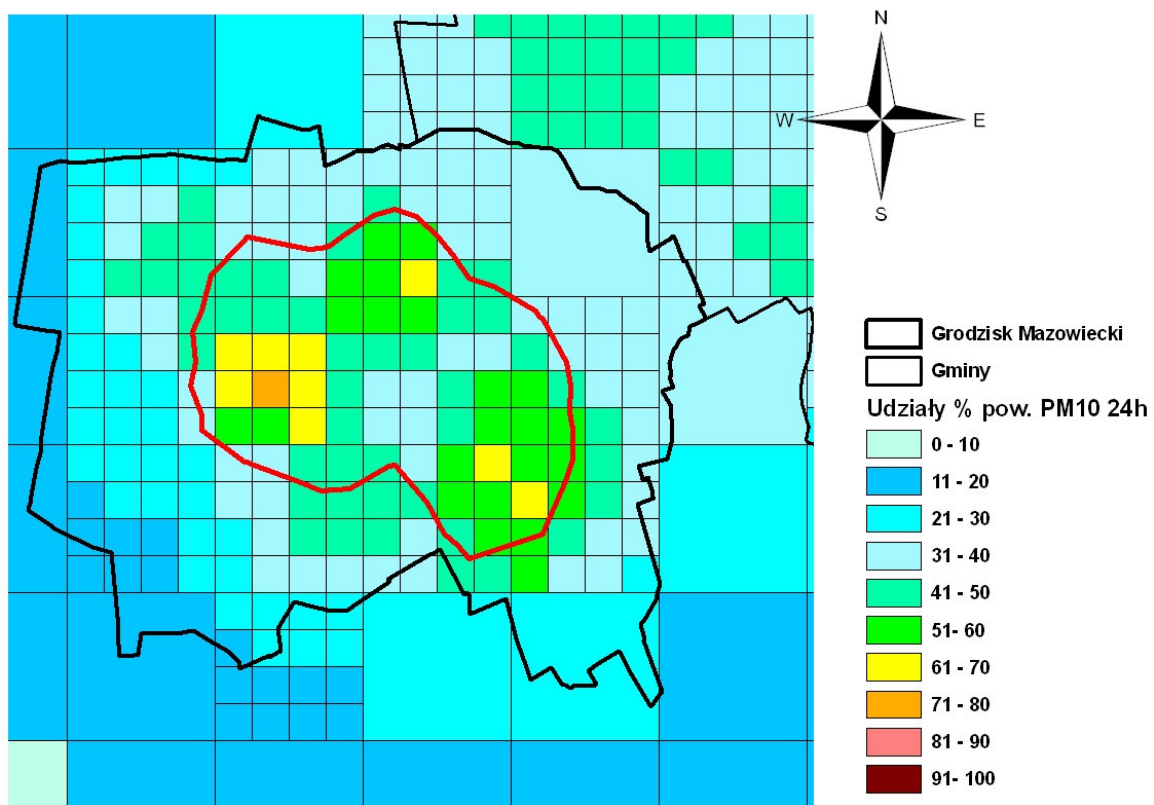 N
W
E
S
Grodzisk Mazowiecki
Gminy
Udziały % pow. PM10 24h
0 - 10
11 - 20
21 - 30
31 - 40
41 - 50
51- 60
61 - 70
71 - 80
81 - 90
91- 100